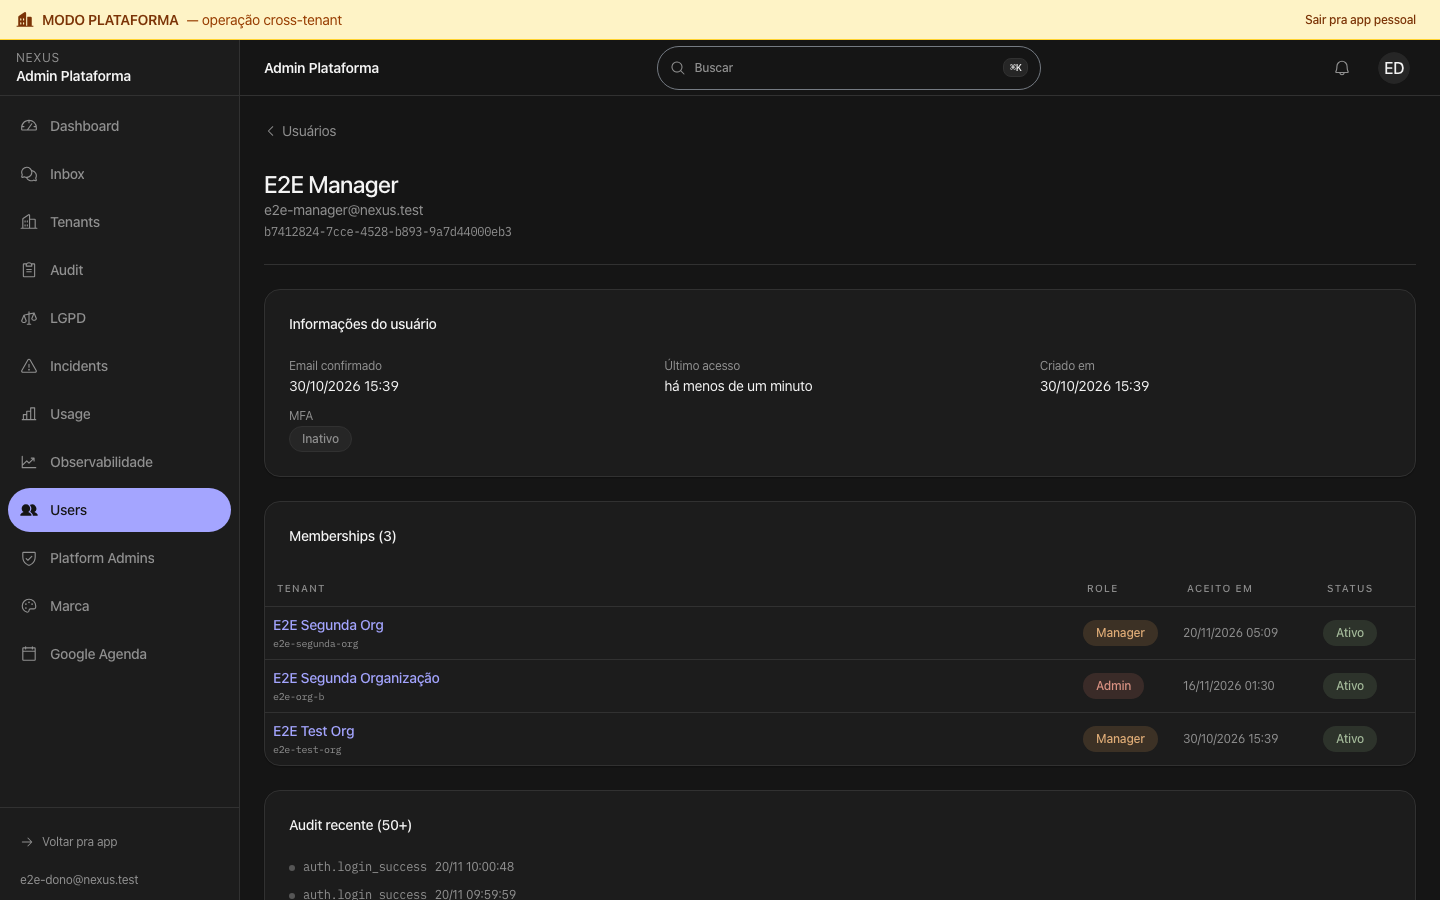 MODO PLATAFORMA — operação cross-tenant
Sair pra app pessoal
NEXUS
Admin Plataforma
Admin Plataforma
Buscar
⌘K
ED
Dashboard
Inbox
Tenants
Audit
LGPD
Incidents
Usage
Observabilidade
Users
Platform Admins
Marca
Google Agenda
Voltar pra app
e2e-dono@nexus.test
Usuários
E2E Manager
e2e-manager@nexus.test
b7412824-7cce-4528-b893-9a7d44000eb3
Informações do usuário
Email confirmado
30/10/2026 15:39
Último acesso
há menos de um minuto
Criado em
30/10/2026 15:39
MFA
Inativo
Memberships (3)
TENANT ROLE ACEITO EM STATUS
E2E Segunda Org
e2e-segunda-org
Manager 20/11/2026 05:09 Ativo
E2E Segunda Organização
e2e-org-b
Admin 16/11/2026 01:30 Ativo
E2E Test Org
e2e-test-org
Manager 30/10/2026 15:39 Ativo
Audit recente (50+)
auth.login_success 20/11 10:00:48
auth.login_success 20/11 09:59:59